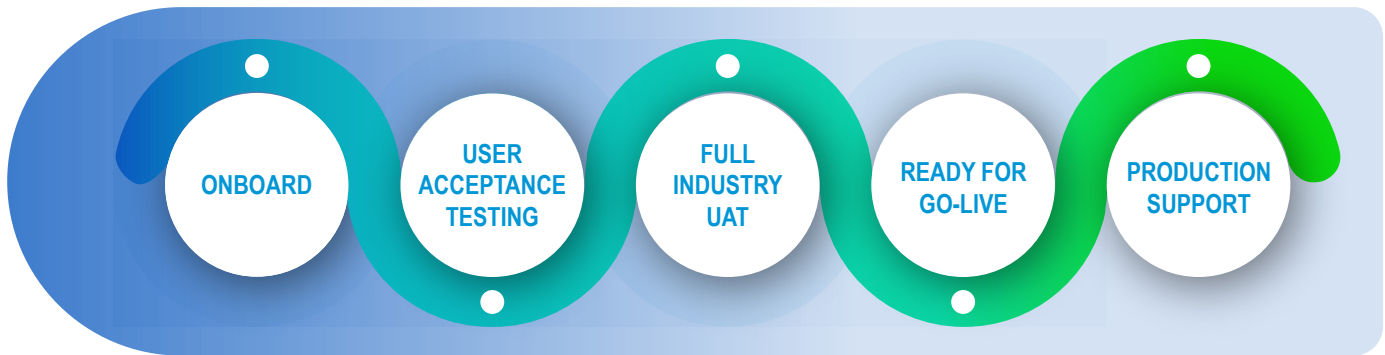 ONBOARD
USER
ACCEPTANCE
TESTING
FULL
INDUSTRY
UAT
READY FOR
GO-LIVE
PRODUCTION
SUPPORT